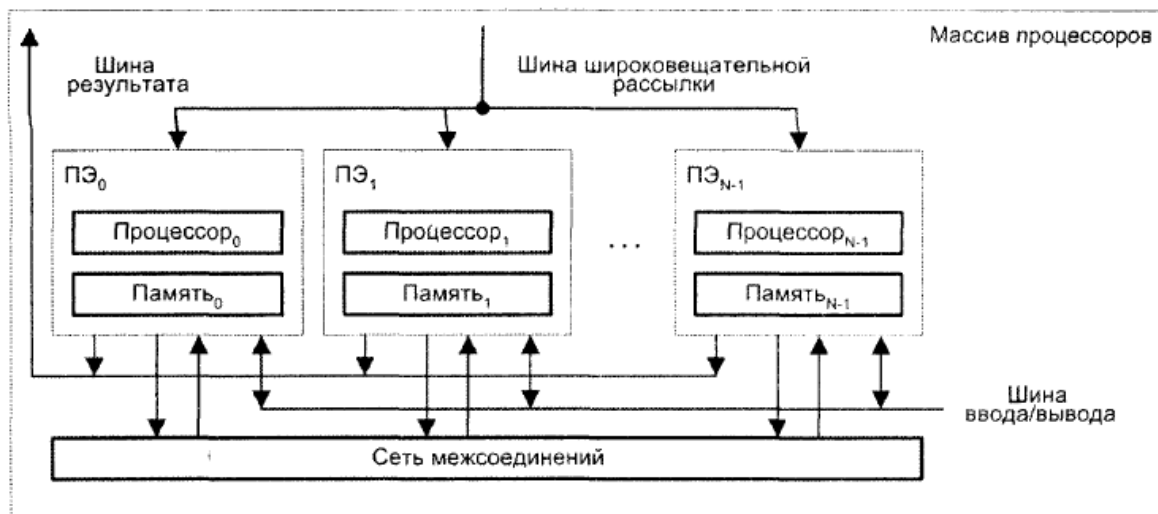 Массив процессоров
Шина
результата
Шина широковещательной
рассылки
ПЭ₀
ПЭ₁
ПЭN-1
Процессор₀
Процессор₁
...
ПроцессорN-1
Память₀
Память₁
ПамятьN-1
Шина
ввода/вывода
Сеть межсоединений